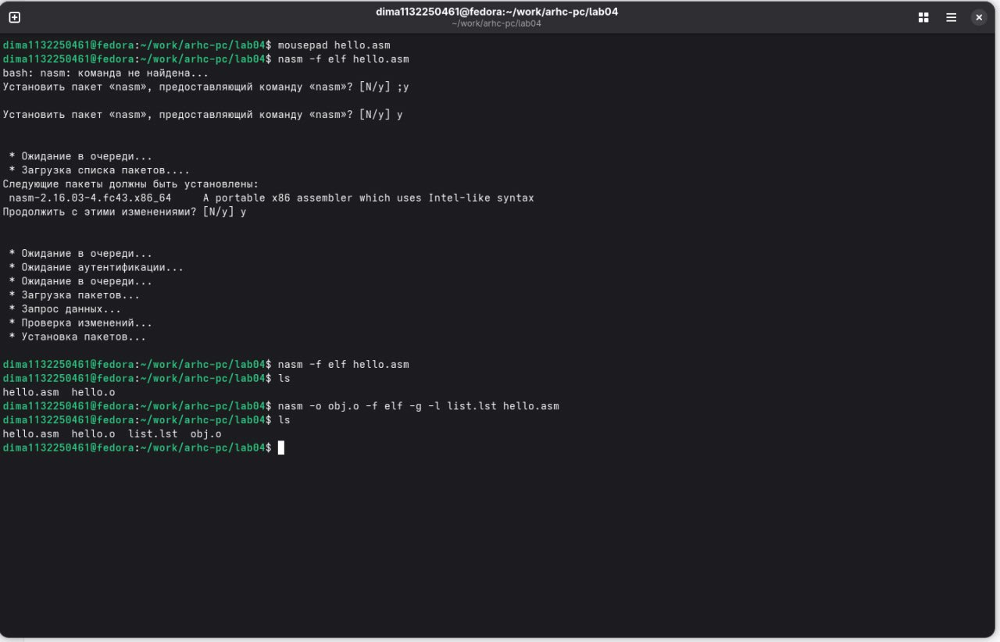 dima1132250461@fedora:~/work/arhc-pc/lab04
~/work/arhc-pc/lab04
dima1132250461@fedora:~/work/arhc-pc/lab04$ mousepad hello.asm
dima1132250461@fedora:~/work/arhc-pc/lab04$ nasm -f elf hello.asm
bash: nasm: команда не найдена...
Установить пакет «nasm», предоставляющий команду «nasm»? [N/y] ;y
Установить пакет «nasm», предоставляющий команду «nasm»? [N/y] y
* Ожидание в очереди...
* Загрузка списка пакетов....
Следующие пакеты должны быть установлены:
nasm-2.16.03-4.fc43.x86_64     A portable x86 assembler which uses Intel-like syntax
Продолжить с этими изменениями? [N/y] y
* Ожидание в очереди...
* Ожидание аутентификации...
* Ожидание в очереди...
* Загрузка пакетов...
* Запрос данных...
* Проверка изменений...
* Установка пакетов...
dima1132250461@fedora:~/work/arhc-pc/lab04$ nasm -f elf hello.asm
dima1132250461@fedora:~/work/arhc-pc/lab04$ ls
hello.asm  hello.o
dima1132250461@fedora:~/work/arhc-pc/lab04$ nasm -o obj.o -f elf -g -l list.lst hello.asm
dima1132250461@fedora:~/work/arhc-pc/lab04$ ls
hello.asm  hello.o  list.lst  obj.o
dima1132250461@fedora:~/work/arhc-pc/lab04$